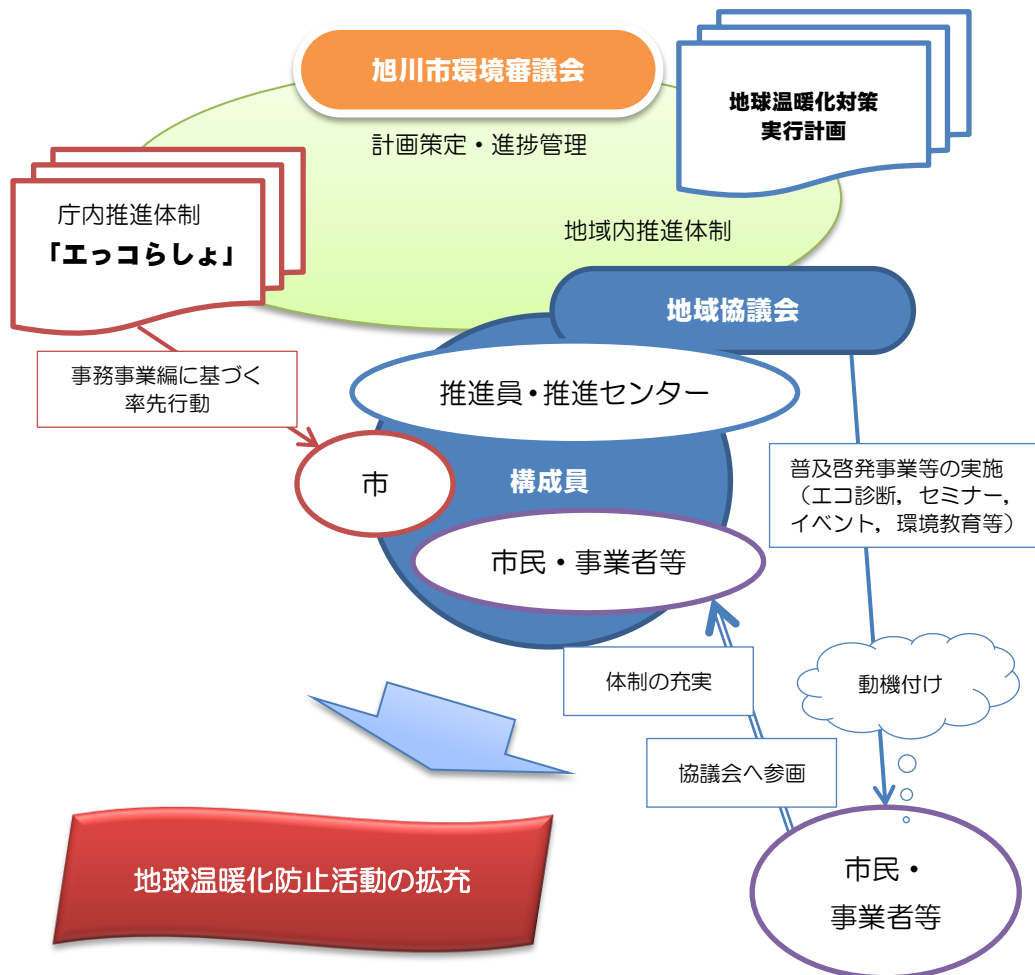 旭川市環境審議会
地球温暖化対策
実行計画
計画策定・進捗管理
庁内推進体制
「エっコらしょ」
地域内推進体制
地域協議会
事務事業編に基づく
率先行動
推進員・推進センター
市
構成員
普及啓発事業等の実施
（エコ診断，セミナー，
イベント，環境教育等）
市民・事業者等
体制の充実
動機付け
協議会へ参画
地球温暖化防止活動の拡充
市民・
事業者等